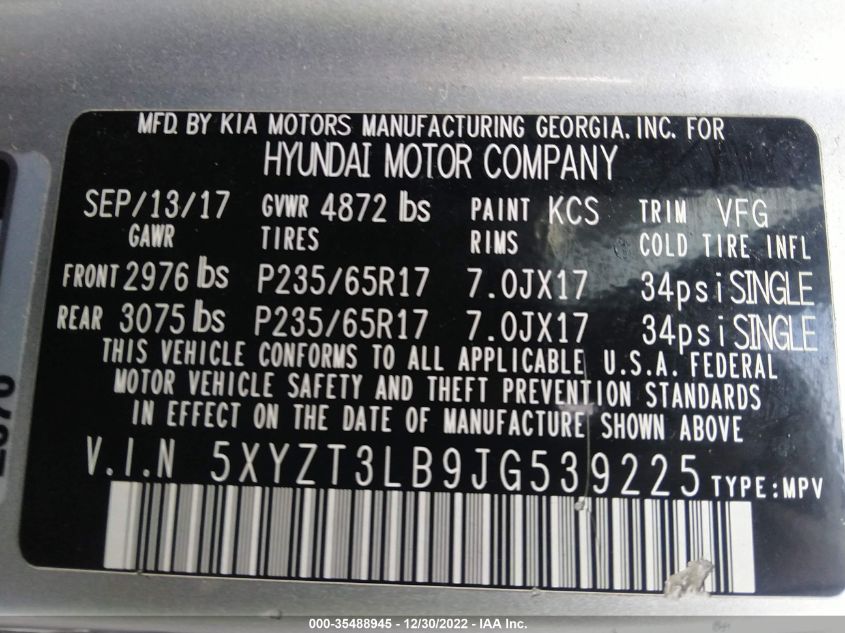 MFD. BY KIA MOTORS MANUFACTURING GEORGIA, INC. FOR
HYUNDAI MOTOR COMPANY
SEP/13/17 GVWR 4872 lbs PAINT KCS TRIM VFG
GAWR TIRES RIMS COLD TIRE INFL
FRONT 2976 lbs P235/65R17 7.0JX17 34psi SINGLE
REAR 3075 lbs P235/65R17 7.0JX17 34psi SINGLE
THIS VEHICLE CONFORMS TO ALL APPLICABLE U.S.A. FEDERAL
MOTOR VEHICLE SAFETY AND THEFT PREVENTION STANDARDS
IN EFFECT ON THE DATE OF MANUFACTURE SHOWN ABOVE
V.I.N 5XYZT3LB9JG539225 TYPE:MPV
000-35488945 - 12/30/2022 - IAA Inc.